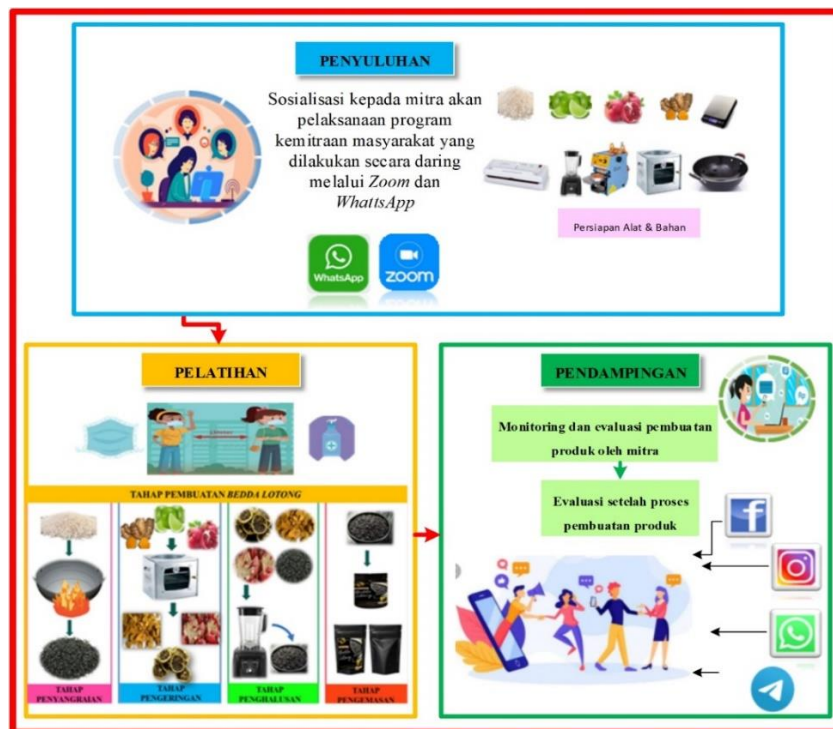 PENYULUHAN
Sosialisasi kepada mitra akan
pelaksanaan program
kemitraan masyarakat yang
dilakukan secara daring
melalui Zoom dan
WhattsApp
WhatsApp
ZOOM
Persiapan Alat & Bahan
PELATIHAN
TAHAP PEMBUATAN BEDDA LOTONG
TAHAP
PENYANGRAIAN
TAHAP
PENGERINGAN
TAHAP
PENGHALUSAN
TAHAP
PENGEMASAN
PENDAMPINGAN
Monitoring dan evaluasi pembuatan
produk oleh mitra
Evaluasi setelah proses
pembuatan produk